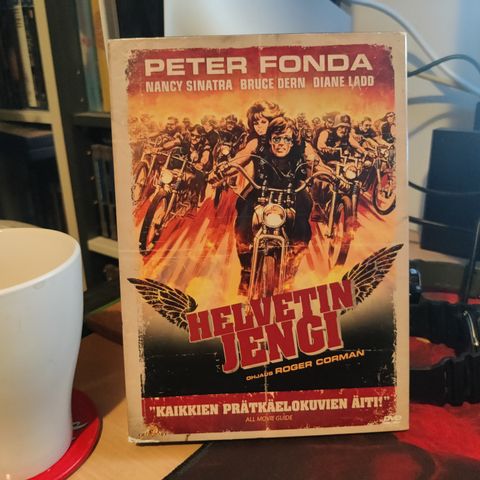 PETER FONDA
NANCY SINATRA BRUCE DERN DIANE LADD
HELVETIN
JENGI
OHJAUS ROGER CORMAN
"KAIKKIEN PRÄTKÄELOKUVIEN ÄITI!"
ALL MOVIE GUIDE
DVD